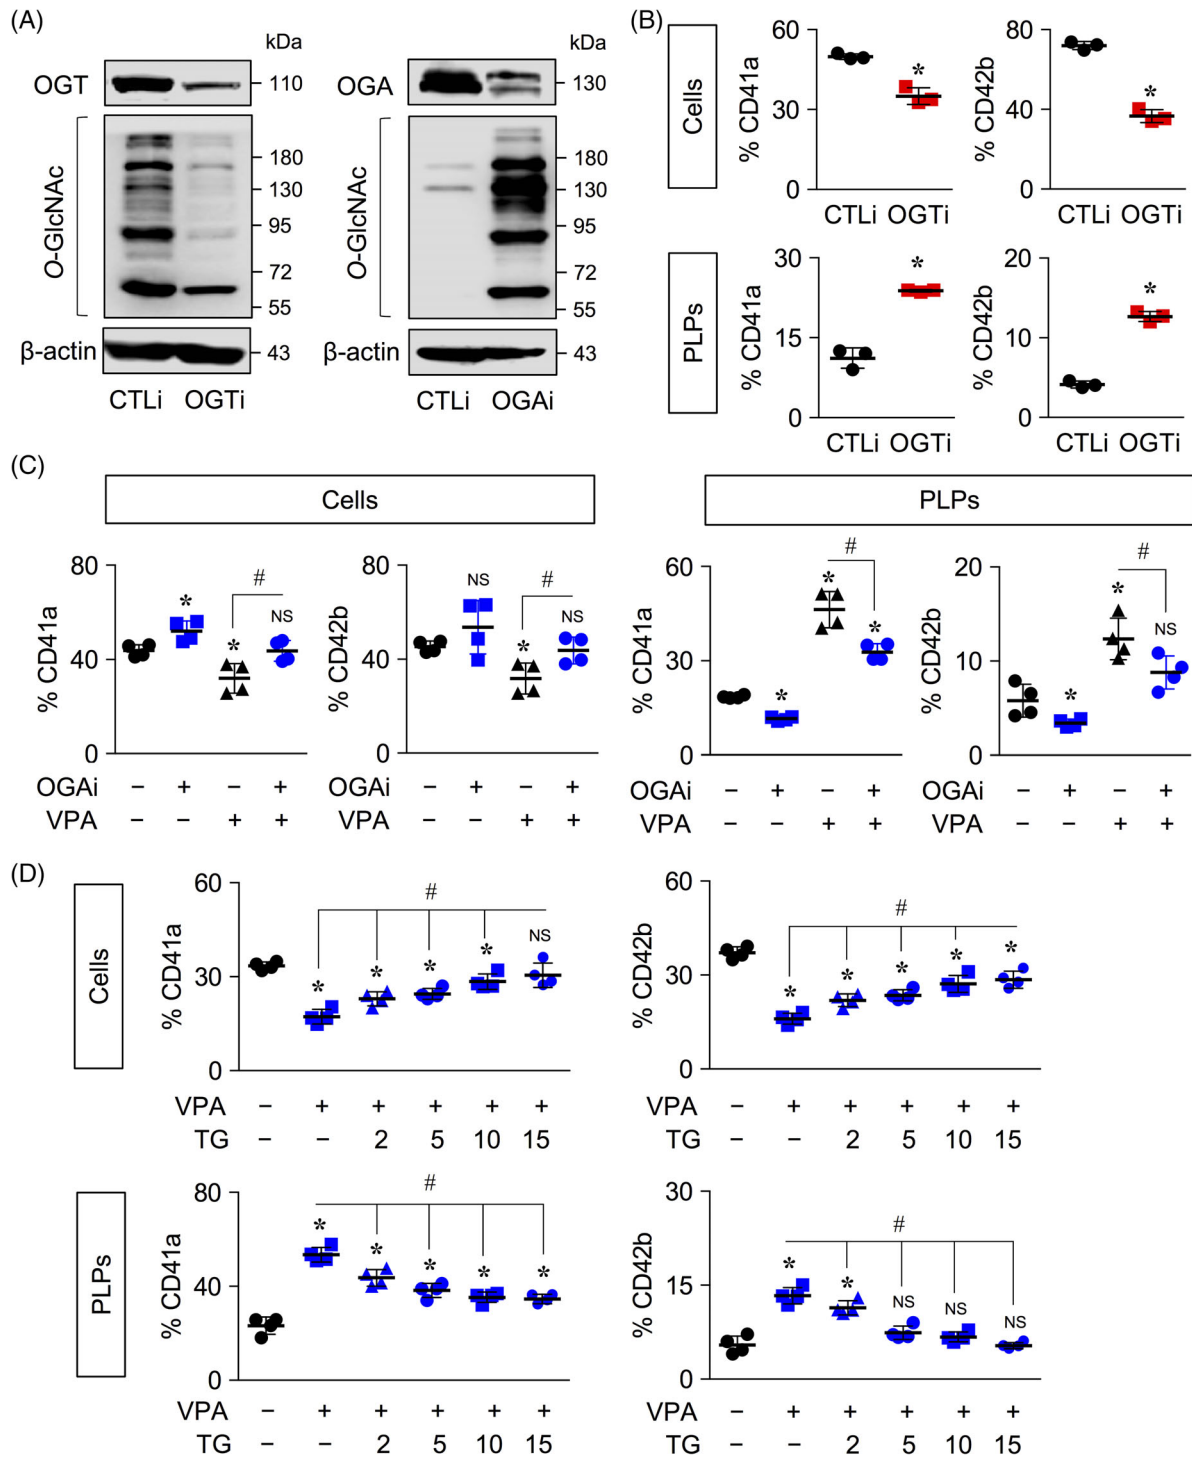 (A)
kDa
OGT
110
O-GlcNAc
180
130
95
72
55
β-actin
43
CTLi OGTi
kDa
OGA
130
O-GlcNAc
180
130
95
72
55
β-actin
43
CTLi OGAi
(B)
Cells
% CD41a
60
30
0
*
CTLi OGTi
% CD42b
80
40
0
*
CTLi OGTi
PLPs
% CD41a
30
15
0
*
CTLi OGTi
% CD42b
20
10
0
*
CTLi OGTi
(C)
Cells
% CD41a
80
40
0
* * # NS
OGAi − + − +
VPA − − + +
% CD42b
80
40
0
NS * # NS
OGAi − + − +
VPA − − + +
PLPs
% CD41a
60
30
0
* * # *
OGAi − + − +
VPA − − + +
% CD42b
20
10
0
* * # NS
OGAi − + − +
VPA − − + +
(D)
Cells
% CD41a
60
30
0
#
* * * * NS
VPA − + + + + +
TG − − 2 5 10 15
% CD42b
60
30
0
#
* * * * *
VPA − + + + + +
TG − − 2 5 10 15
PLPs
% CD41a
80
40
0
#
* * * * *
VPA − + + + + +
TG − − 2 5 10 15
% CD42b
30
15
0
#
* * NS NS NS
VPA − + + + + +
TG − − 2 5 10 15